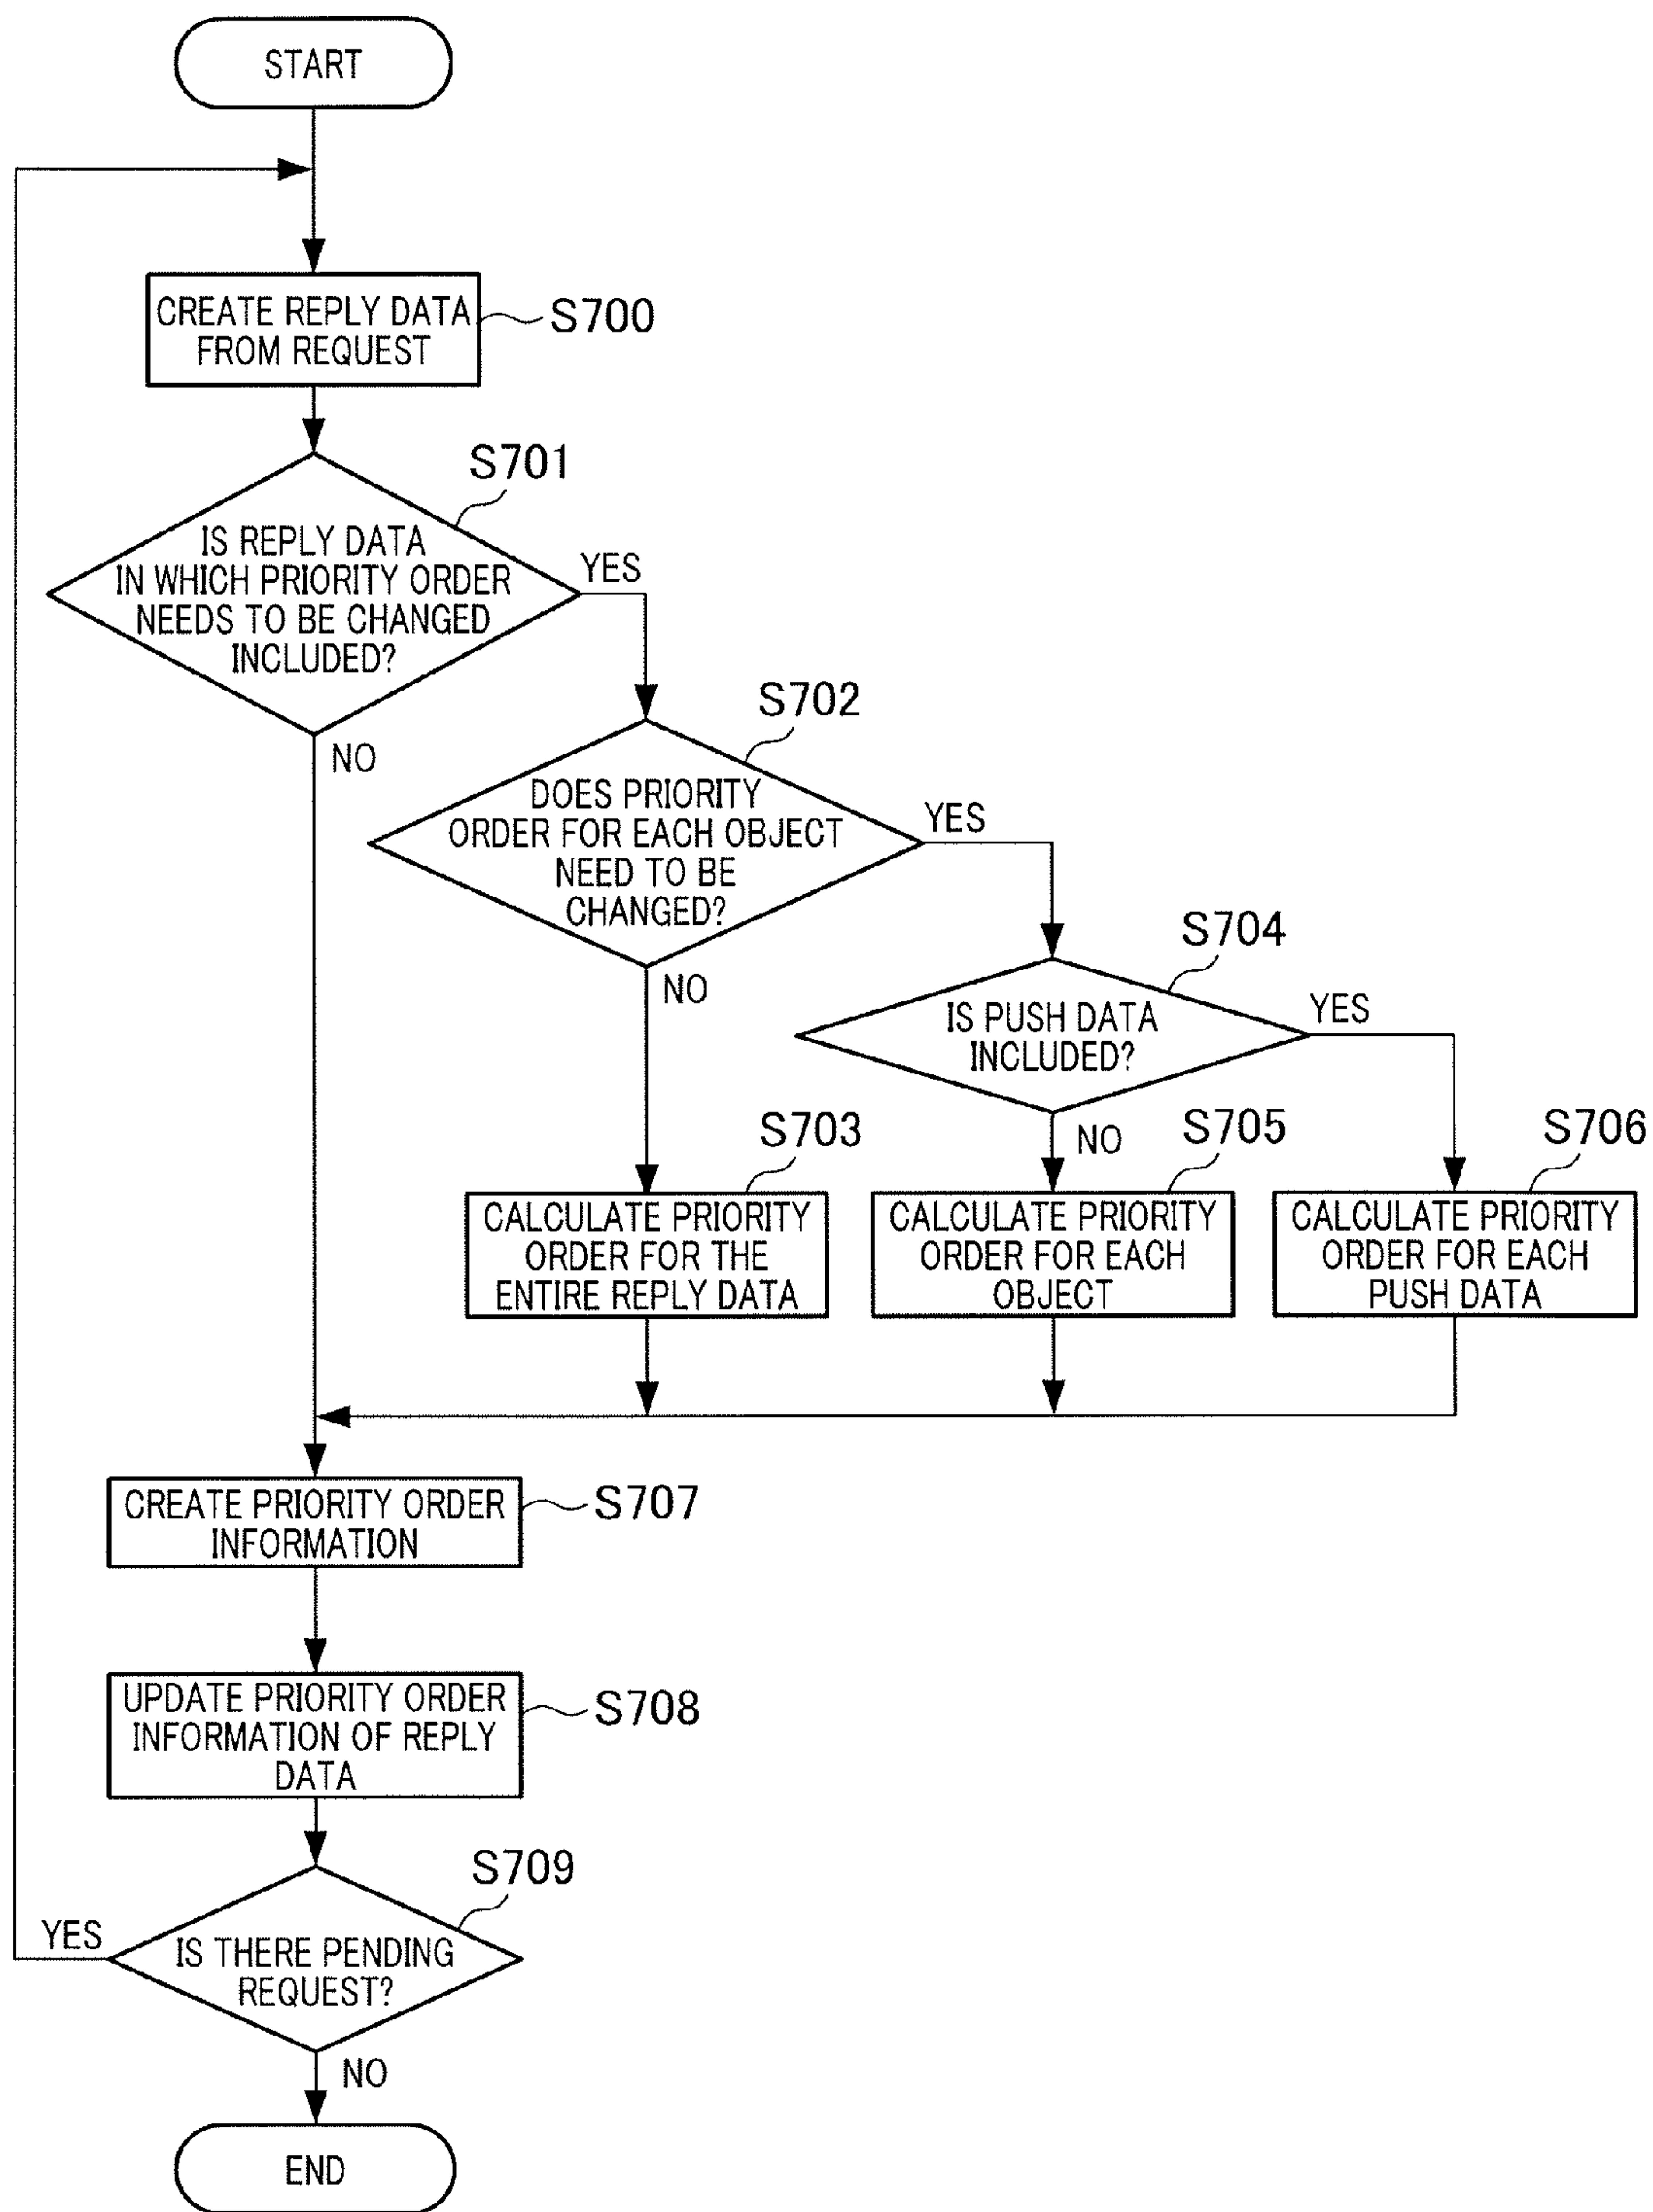 START
CREATE REPLY DATA
FROM REQUEST
S700
S701
IS REPLY DATA
IN WHICH PRIORITY ORDER
NEEDS TO BE CHANGED
INCLUDED?
YES
NO
S702
DOES PRIORITY
ORDER FOR EACH OBJECT
NEED TO BE
CHANGED?
YES
NO
S704
IS PUSH DATA
INCLUDED?
YES
NO
S703
CALCULATE PRIORITY
ORDER FOR THE
ENTIRE REPLY DATA
S705
CALCULATE PRIORITY
ORDER FOR EACH
OBJECT
S706
CALCULATE PRIORITY
ORDER FOR EACH
PUSH DATA
CREATE PRIORITY ORDER
INFORMATION
S707
UPDATE PRIORITY ORDER
INFORMATION OF REPLY
DATA
S708
S709
IS THERE PENDING
REQUEST?
YES
NO
END